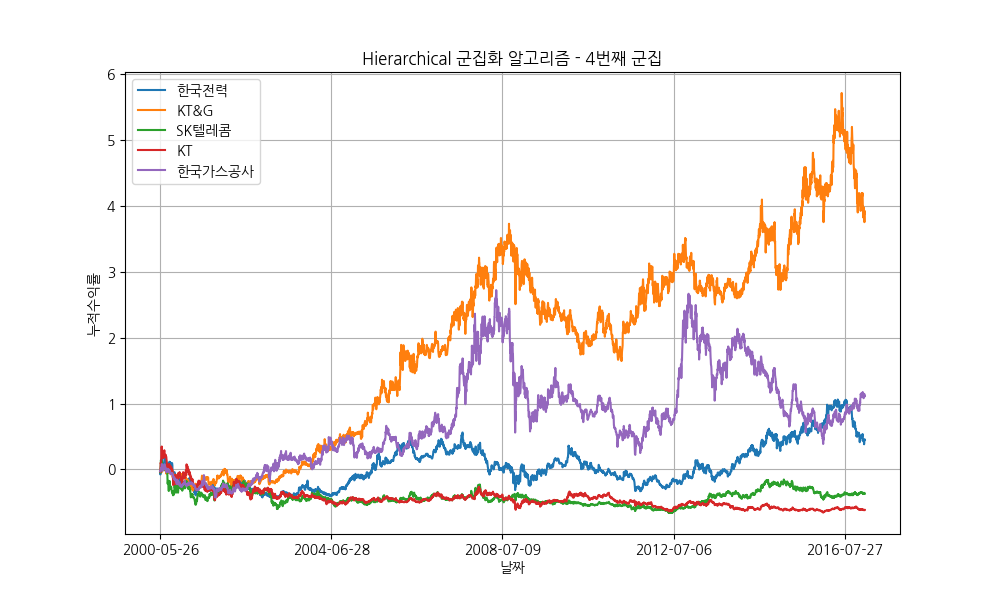 Hierarchical 군집화 알고리즘 - 4번째 군집
한국전력
KT&G
SK텔레콤
KT
한국가스공사
누적수익률
6
5
4
3
2
1
0
2000-05-26
2004-06-28
2008-07-09
2012-07-06
2016-07-27
날짜